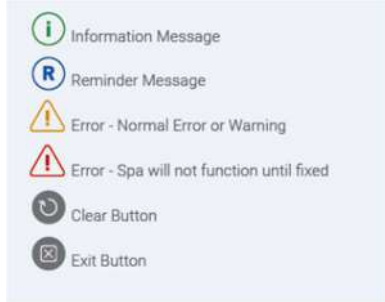 i Information Message
R Reminder Message
! Error - Normal Error or Warning
! Error - Spa will not function until fixed
Clear Button
Exit Button